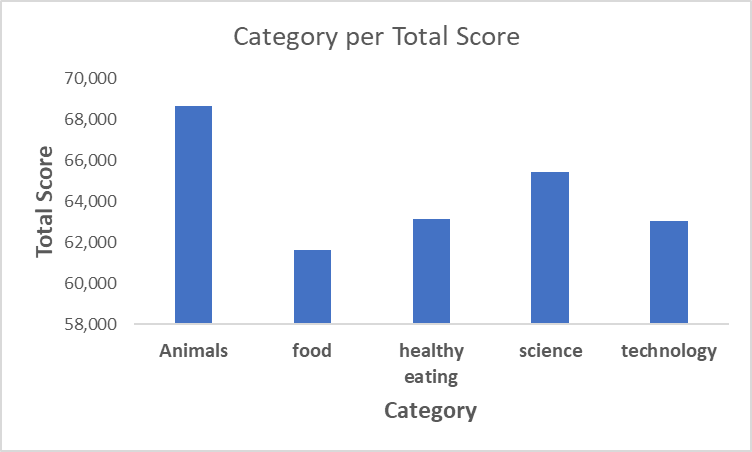 Category per Total Score
Total Score
70,000
68,000
66,000
64,000
62,000
60,000
58,000
Animals
food
healthy
eating
science
technology
Category